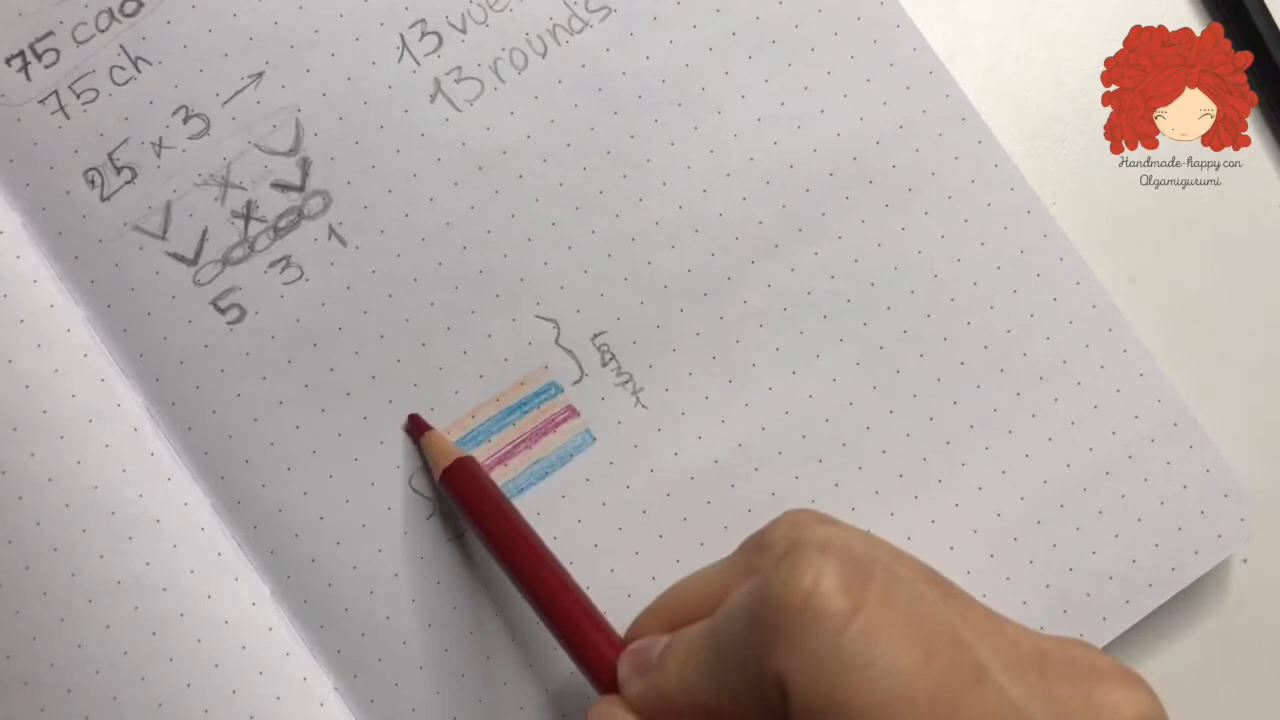 75 cad
75 ch
25 x 3 →
5 3 1
13 vue
13 rounds
Handmade-happy con
Olgamigurumi